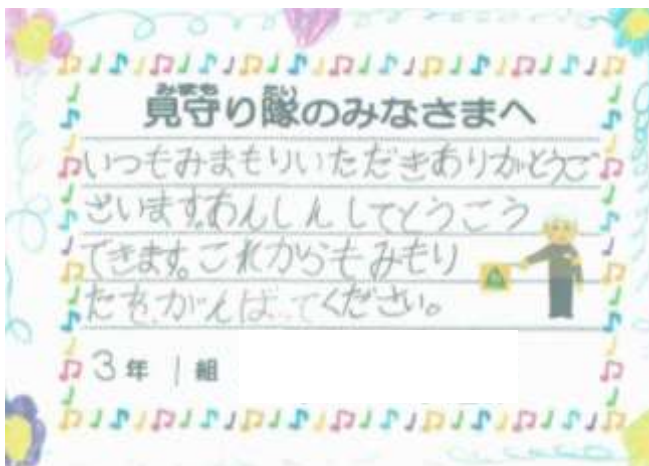 見守り隊のみなさまへ
いつもみまもりいただきありがとうご
ざいます。あんしんしてとうこう
できます。これからもみもり
たを、がんばってください。
3年 1組